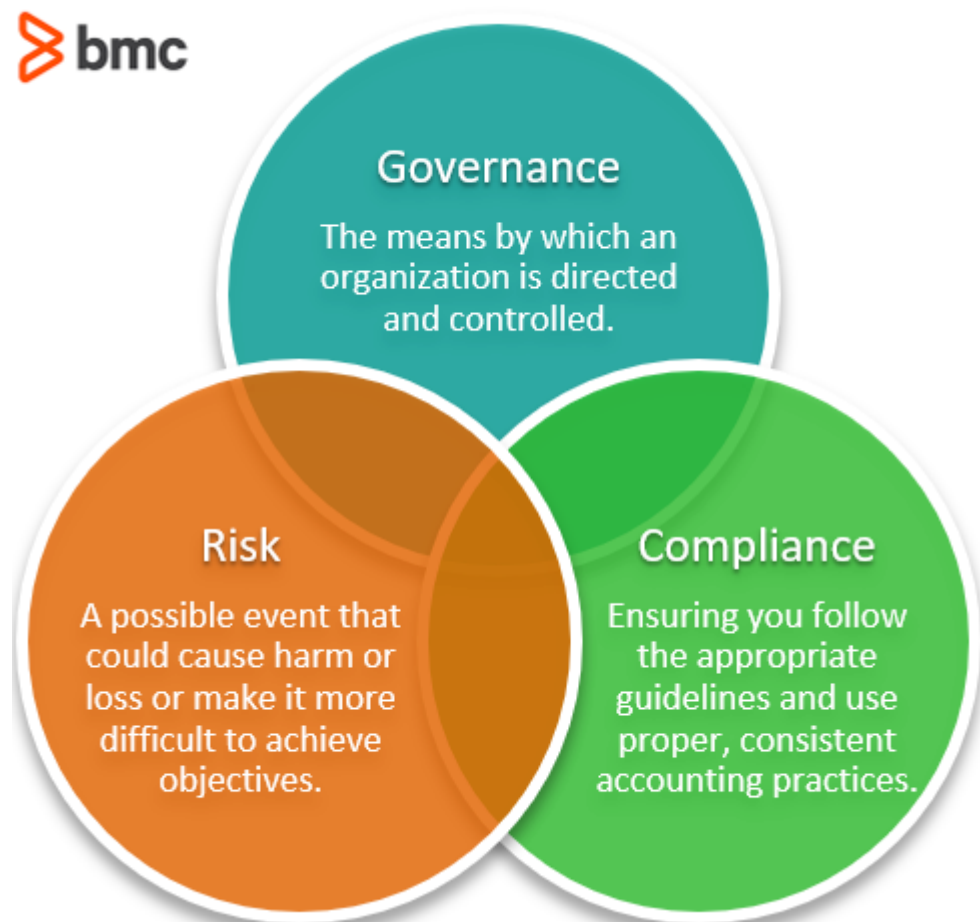 bmc
Governance
The means by which an
organization is directed
and controlled.
Risk
A possible event that
could cause harm or
loss or make it more
difficult to achieve
objectives.
Compliance
Ensuring you follow
the appropriate
guidelines and use
proper, consistent
accounting practices.